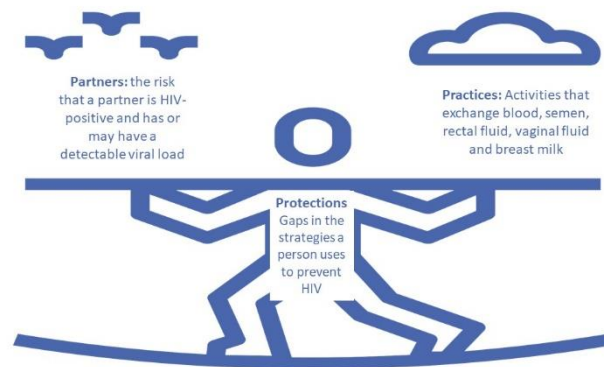 Partners: the risk
that a partner is HIV-
positive and has or
may have a
detectable viral load
Practices: Activities that
exchange blood, semen,
rectal fluid, vaginal fluid
and breast milk
Protections
Gaps in the
strategies a
person uses
to prevent
HIV